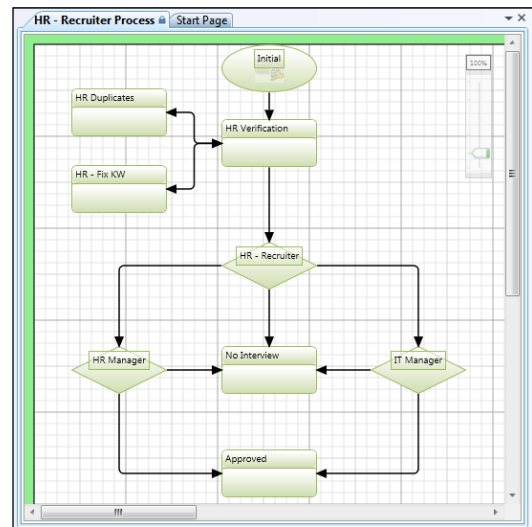 HR - Recruiter Process
Start Page
Initial
100%
HR Duplicates
HR Verification
HR - Fix KW
HR - Recruiter
HR Manager
No Interview
IT Manager
Approved